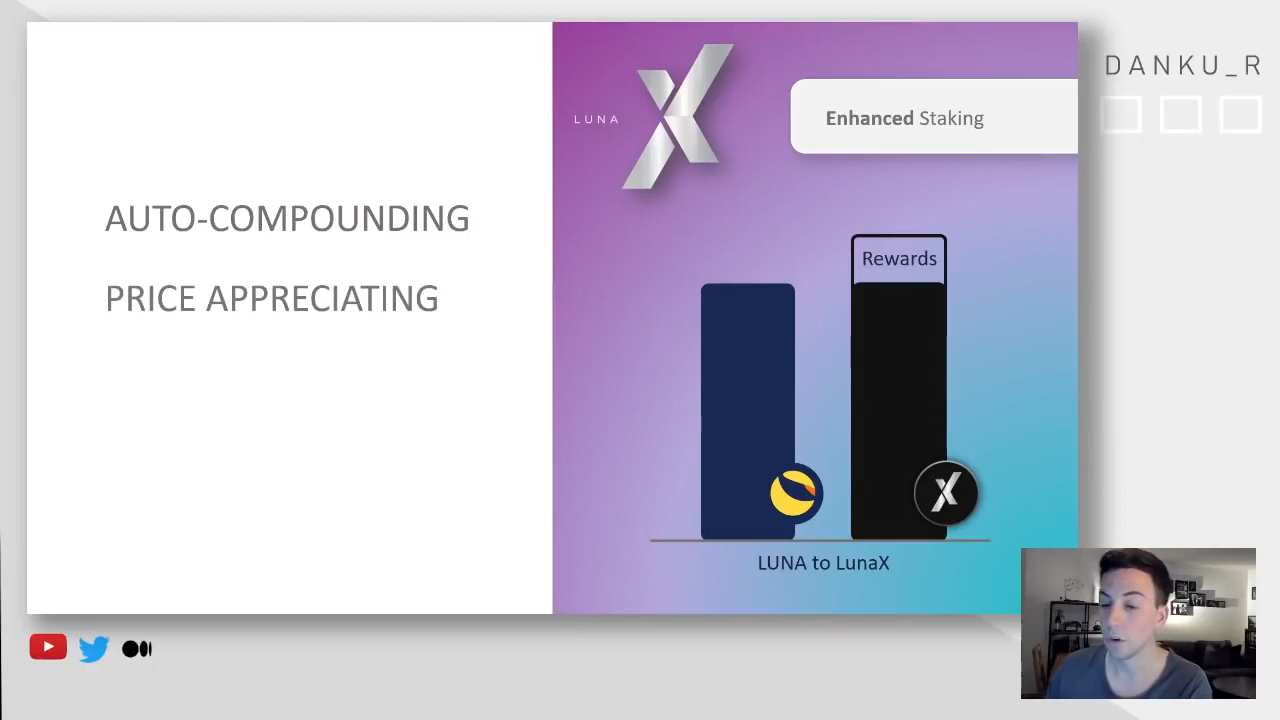 AUTO-COMPOUNDING
PRICE APPRECIATING
LUNA
X
Enhanced Staking
Rewards
LUNA to LunaX
DANKU_R